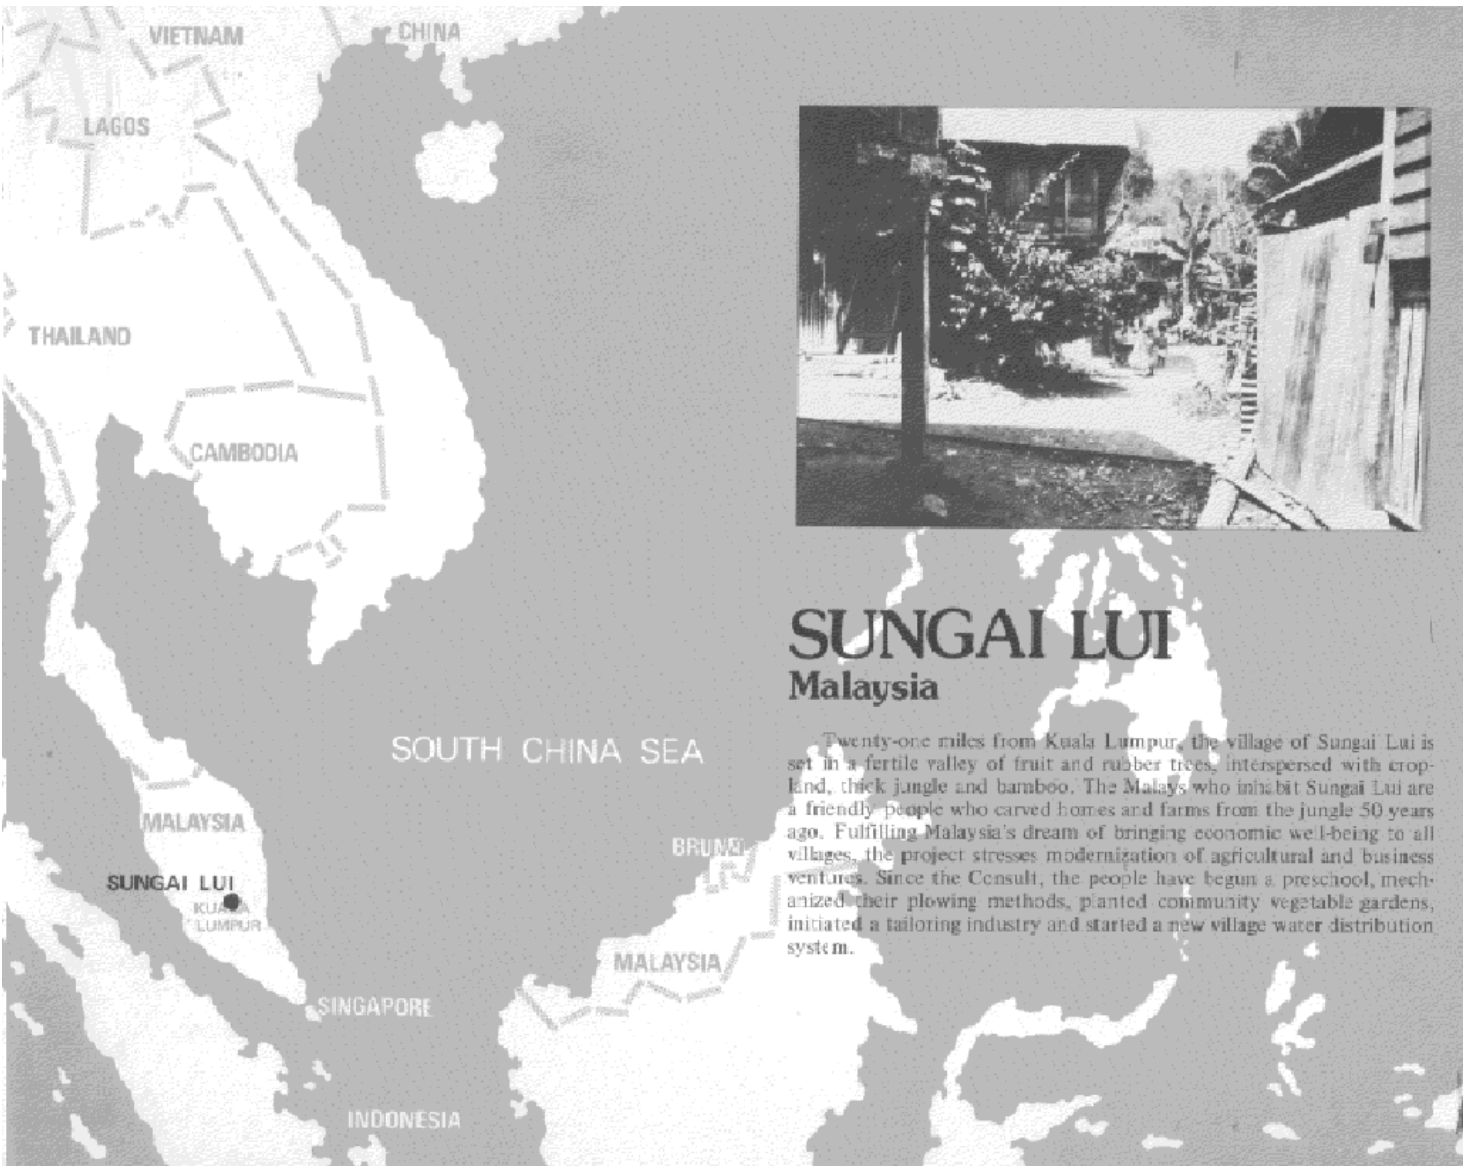 VIETNAM
CHINA
LAGOS
THAILAND
CAMBODIA
SUNGAI LUI
Malaysia
Twenty-one miles from Kuala Lumpur, the village of Sungai Lui is
set in a fertile valley of fruit and rubber trees, interspersed with crop-
land, thick jungle and bamboo. The Malays who inhabit Sungai Lui are
a friendly people who carved homes and farms from the jungle 50 years
ago. Fulfilling Malaysia's dream of bringing economic well-being to all
villages, the project stresses modernization of agricultural and business
ventures. Since the Consult, the people have begun a preschool, mech-
anized their plowing methods, planted community vegetable gardens,
initiated a tailoring industry and started a new village water distribution
system.
SOUTH CHINA SEA
MALAYSIA
BRUNEI
SUNGAI LUI
KUALA
LUMPUR
MALAYSIA
SINGAPORE
INDONESIA